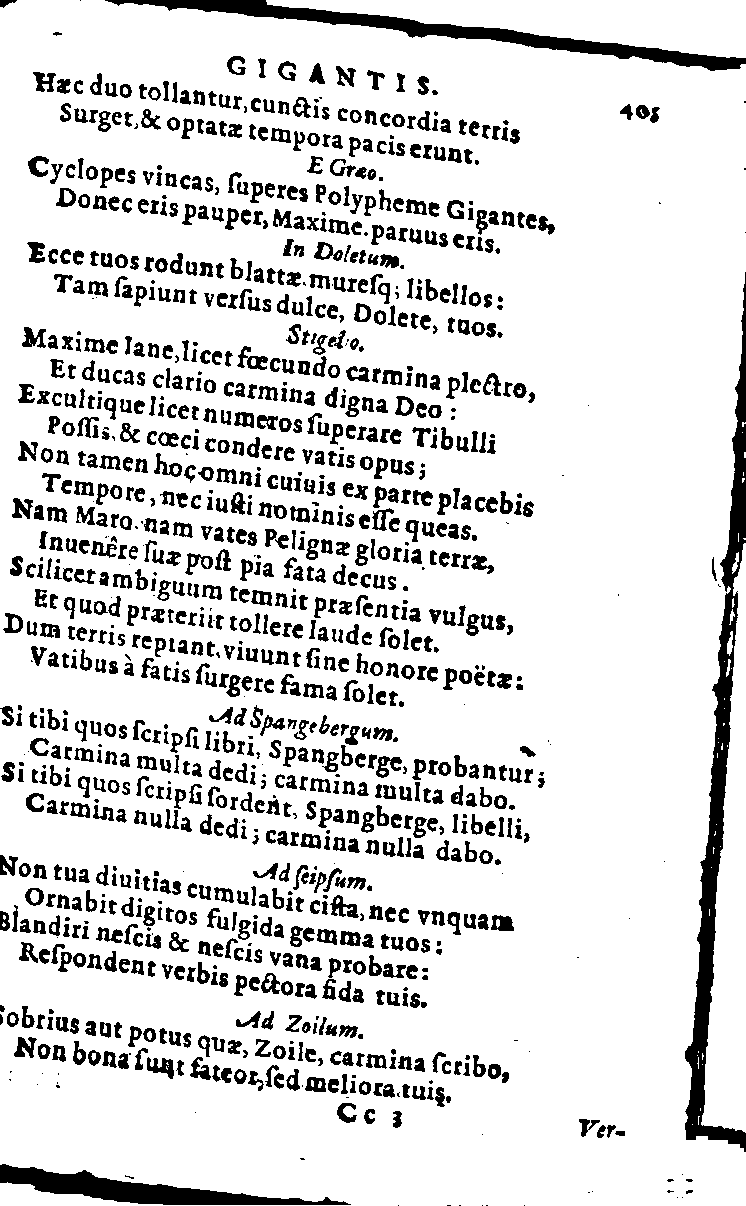 GIGANTIS.
405
Hæc duo tollantur, cunctis concordia terris
Surget, & optatæ tempora pacis erunt.
E Græo.
Cyclopes vincas, ſuperes Polypheme Gigantes,
Donec eris pauper, Maxime. paruus eris.
In Doletum.
Ecce tuos rodunt blattæ. mureſq; libellos:
Tam ſapiunt verſus dulce, Dolete, tuos.
Stigelio.
Maxime Iane, licet fœcundo carmina plectro,
Et ducas clario carmina digna Deo:
Excultique licet numeros ſuperare Tibulli
Poſſis, & cœci condere vatis opus;
Non tamen hoc omni cuiuis ex parte placebis
Tempore, nec iuſti nominis eſſe queas.
Nam Maro. nam vates Pelignæ gloria terræ,
Inuenêre ſuæ poſt pia fata decus.
Scilicet ambiguum temnit præſentia vulgus,
Et quod præteriit tollere laude ſolet.
Dum terris reptant. viuunt ſine honore poëtæ:
Vatibus à fatis ſurgere fama ſolet.
Ad Spangebergum.
Si tibi quos ſcripſi libri, Spangberge, probantur;
Carmina multa dedi; carmina multa dabo.
Si tibi quos ſcripſi ſordent, Spangberge, libelli,
Carmina nulla dedi; carmina nulla dabo.
Ad ſeipſum.
Non tua diuitias cumulabit ciſta, nec vnquam
Ornabit digitos fulgida gemma tuos:
Blandiri neſcis & neſcis vana probare:
Reſpondent verbis pectora fida tuis.
Ad Zoilum.
Sobrius aut potus quæ, Zoile, carmina ſcribo,
Non bona ſunt fateor, ſed meliora tuis.
Cc 3
Ver-